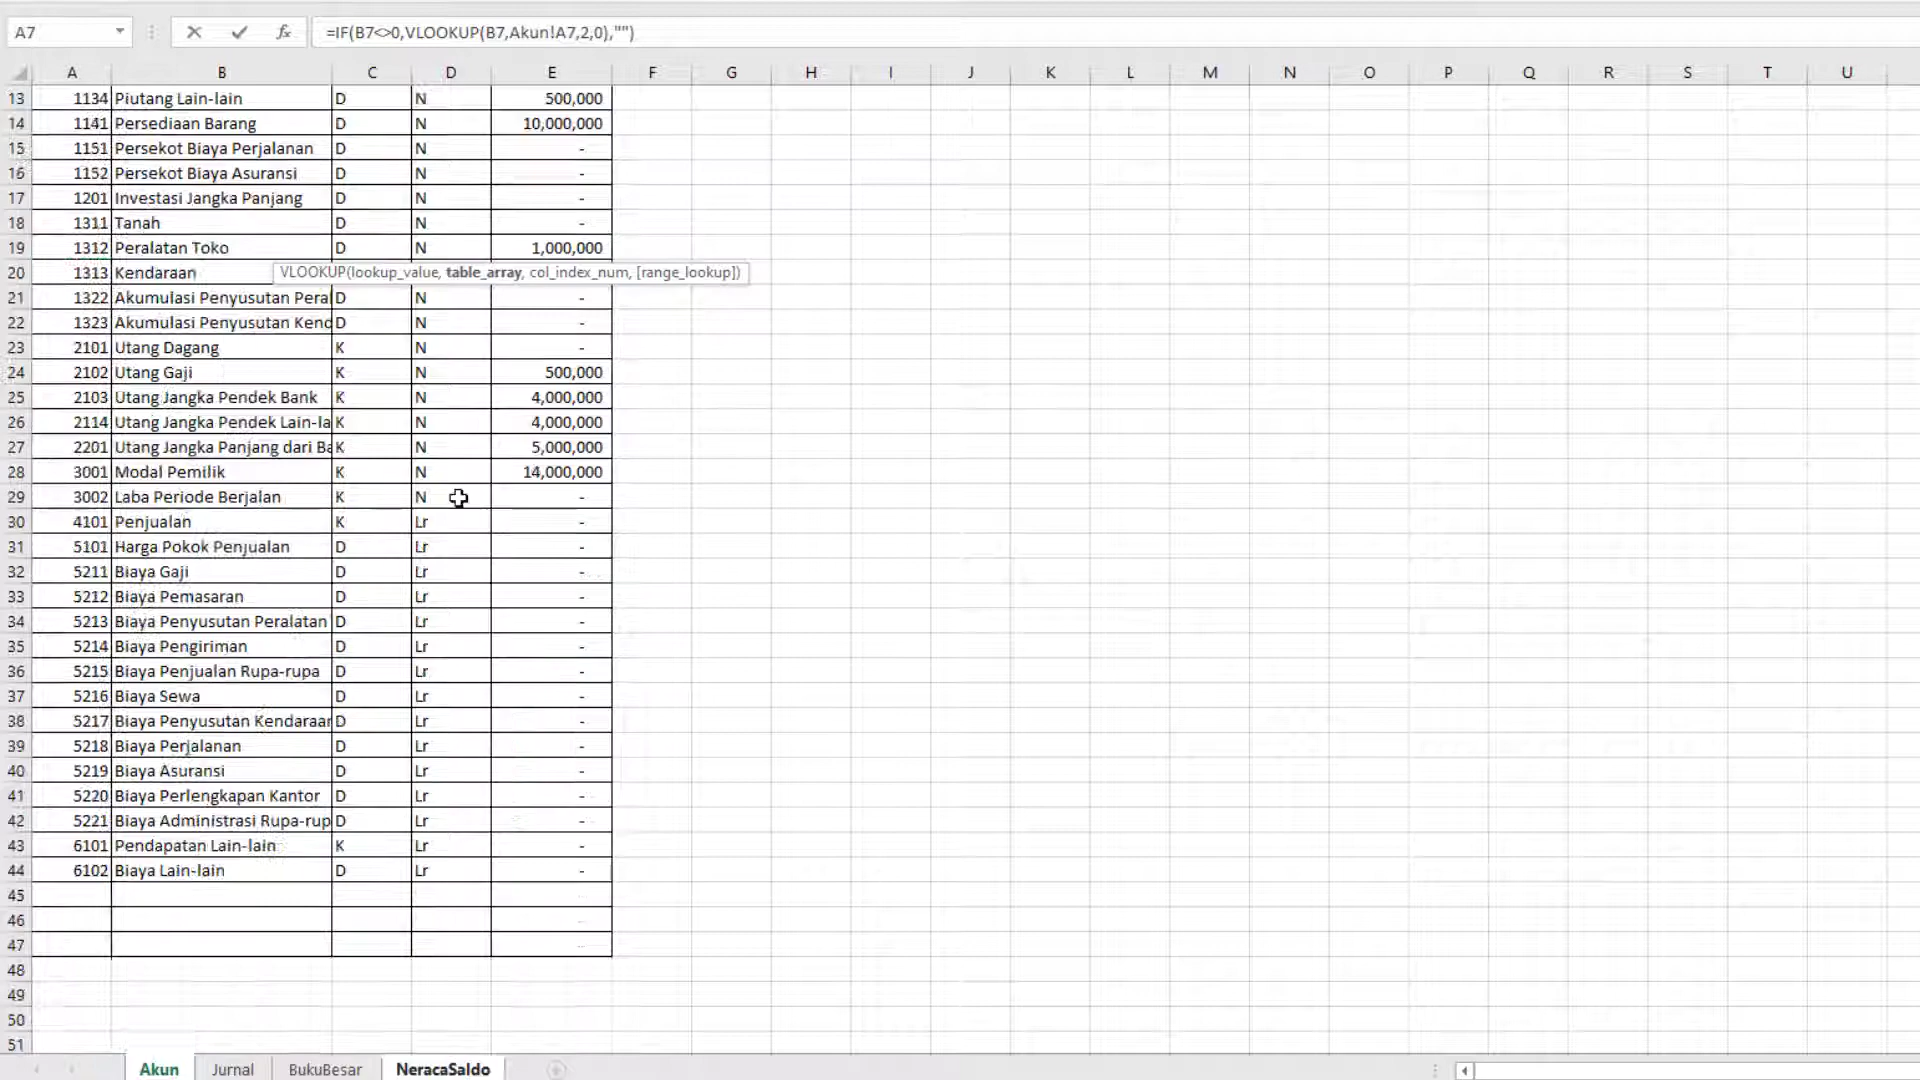 A7 fx =IF(B7<>0,VLOOKUP(B7,Akun!A7,2,0),"")
A B C D E F G H I J K L M N O P Q R S T U
13 1134 Piutang Lain-lain D N 500,000
14 1141 Persediaan Barang D N 10,000,000
15 1151 Persekot Biaya Perjalanan D N -
16 1152 Persekot Biaya Asuransi D N -
17 1201 Investasi Jangka Panjang D N -
18 1311 Tanah D N -
19 1312 Peralatan Toko D N 1,000,000
20 1313 Kendaraan VLOOKUP(lookup_value, table_array, col_index_num, [range_lookup])
21 1322 Akumulasi Penyusutan Peral D N -
22 1323 Akumulasi Penyusutan Kend D N -
23 2101 Utang Dagang K N -
24 2102 Utang Gaji K N 500,000
25 2103 Utang Jangka Pendek Bank K N 4,000,000
26 2114 Utang Jangka Pendek Lain-la K N 4,000,000
27 2201 Utang Jangka Panjang dari Ba K N 5,000,000
28 3001 Modal Pemilik K N 14,000,000
29 3002 Laba Periode Berjalan K N -
30 4101 Penjualan K Lr -
31 5101 Harga Pokok Penjualan D Lr -
32 5211 Biaya Gaji D Lr -
33 5212 Biaya Pemasaran D Lr -
34 5213 Biaya Penyusutan Peralatan D Lr -
35 5214 Biaya Pengiriman D Lr -
36 5215 Biaya Penjualan Rupa-rupa D Lr -
37 5216 Biaya Sewa D Lr -
38 5217 Biaya Penyusutan Kendaraan D Lr -
39 5218 Biaya Perjalanan D Lr -
40 5219 Biaya Asuransi D Lr -
41 5220 Biaya Perlengkapan Kantor D Lr -
42 5221 Biaya Administrasi Rupa-rup D Lr -
43 6101 Pendapatan Lain-lain K Lr -
44 6102 Biaya Lain-lain D Lr -
45
46
47
48
49
50
51
Akun Jurnal BukuBesar NeracaSaldo